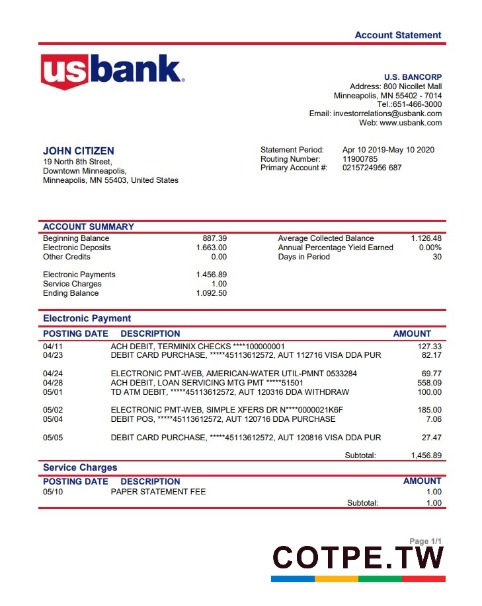 Account Statement
usbank.
U.S. BANCORP
Address: 800 Nicollet Mall
Minneapolis, MN 55402 - 7014
Tel.:651-466-3000
Email: investorrelations@usbank.com
Web: www.usbank.com
JOHN CITIZEN
19 North 8th Street,
Downtown Minneapolis,
Minneapolis, MN 55403, United States
Statement Period: Apr 10 2019-May 10 2020
Routing Number: 11900785
Primary Account #: 0215724956 687
ACCOUNT SUMMARY
Beginning Balance 887.39 Average Collected Balance 1.126.48
Electronic Deposits 1.663.00 Annual Percentage Yield Earned 0.00%
Other Credits 0.00 Days in Period 30
Electronic Payments 1.456.89
Service Charges 1.00
Ending Balance 1.092.50
Electronic Payment
POSTING DATE DESCRIPTION AMOUNT
04/11 ACH DEBIT, TERMINIX CHECKS ****100000001 127.33
04/23 DEBIT CARD PURCHASE, *****45113612572, AUT 112716 VISA DDA PUR 82.17
04/24 ELECTRONIC PMT-WEB, AMERICAN-WATER UTIL-PMNT 0533284 69.77
04/28 ACH DEBIT, LOAN SERVICING MTG PMT *****51501 558.09
05/01 TD ATM DEBIT, *****45113612572, AUT 120316 DDA WITHDRAW 100.00
05/02 ELECTRONIC PMT-WEB, SIMPLE XFERS DR N****0000021K6F 185.00
05/04 DEBIT POS, *****45113612572, AUT 120716 DDA PURCHASE 7.06
05/05 DEBIT CARD PURCHASE, *****45113612572, AUT 120816 VISA DDA PUR 27.47
Subtotal: 1,456.89
Service Charges
POSTING DATE DESCRIPTION AMOUNT
05/10 PAPER STATEMENT FEE 1.00
Subtotal: 1.00
Page 1/1
COTPE.TW